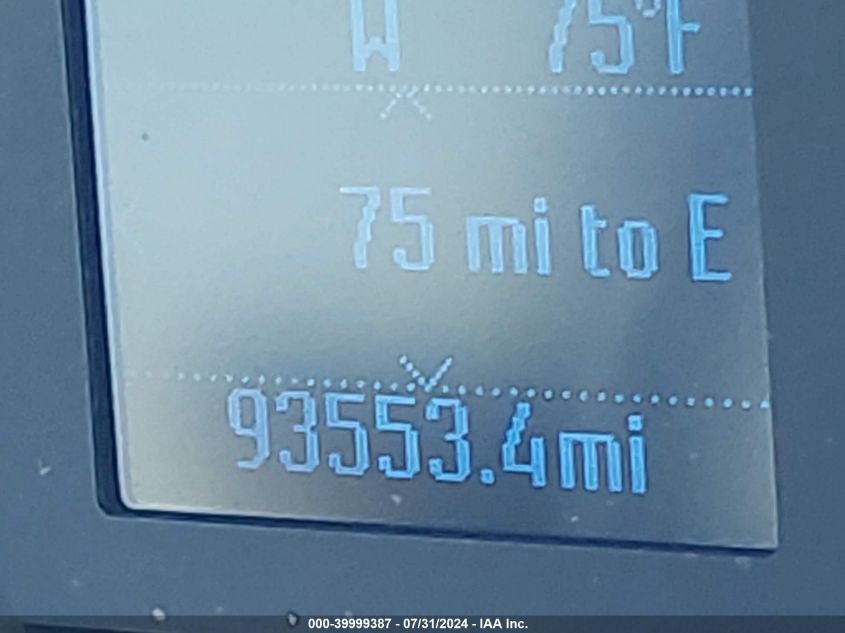 W 75°F
75 mi to E
93553.4mi
000-39999387 - 07/31/2024 - IAA Inc.